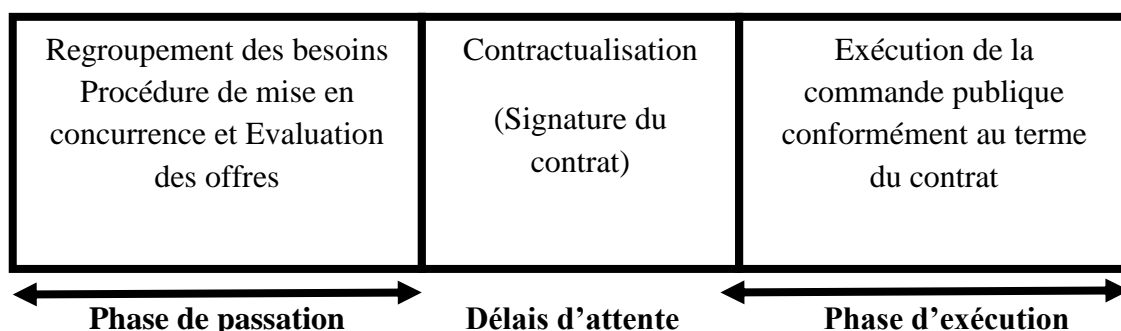 Regroupement des besoins
Procédure de mise en
concurrence et Evaluation
des offres
Contractualisation
(Signature du
contrat)
Exécution de la
commande publique
conformément au terme
du contrat
Phase de passation
Délais d'attente
Phase d'exécution